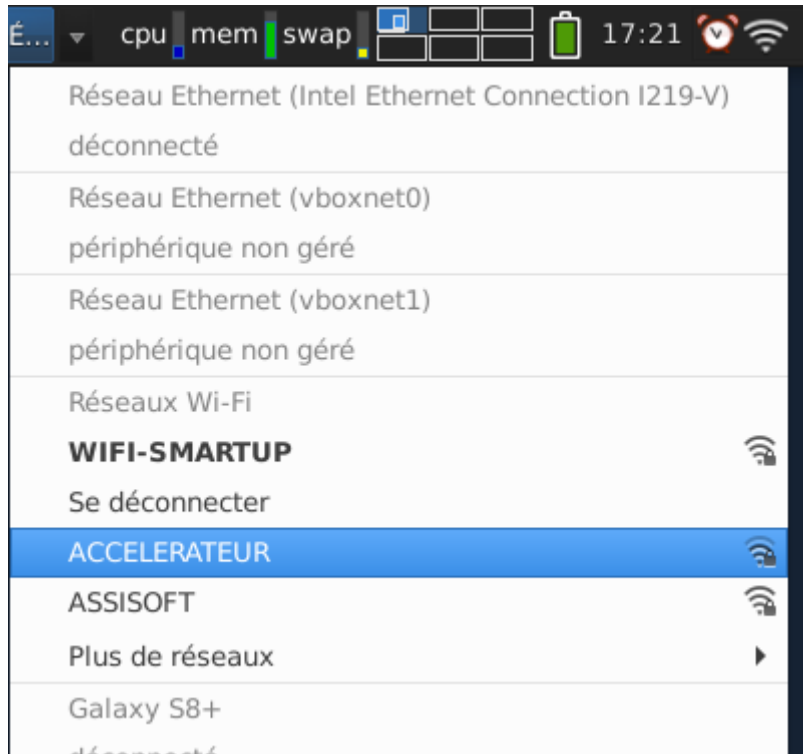 É... cpu mem swap 17:21
Réseau Ethernet (Intel Ethernet Connection I219-V)
déconnecté
Réseau Ethernet (vboxnet0)
périphérique non géré
Réseau Ethernet (vboxnet1)
périphérique non géré
Réseaux Wi-Fi
WIFI-SMARTUP
Se déconnecter
ACCELERATEUR
ASSISOFT
Plus de réseaux
Galaxy S8+
déconnecté